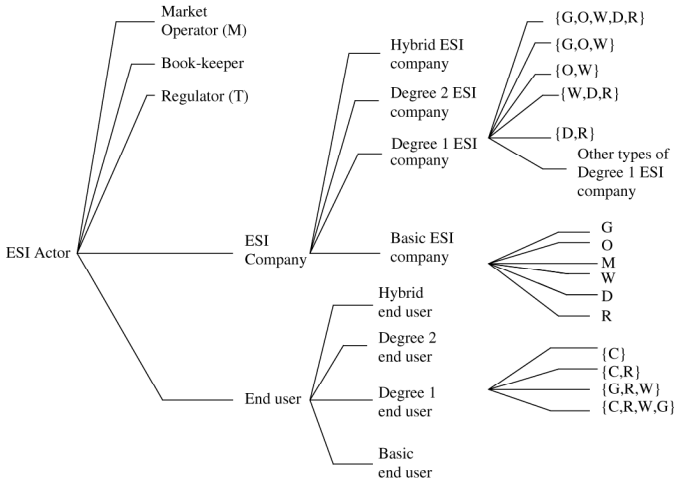 Market
Operator (M)
Book-keeper
Regulator (T)
ESI Actor
ESI
Company
End user
Hybrid ESI
company
Degree 2 ESI
company
Degree 1 ESI
company
Basic ESI
company
Hybrid
end user
Degree 2
end user
Degree 1
end user
Basic
end user
{G,O,W,D,R}
{G,O,W}
{O,W}
{W,D,R}
{D,R}
Other types of
Degree 1 ESI
company
G
O
M
W
D
R
{C}
{C,R}
{G,R,W}
{C,R,W,G}